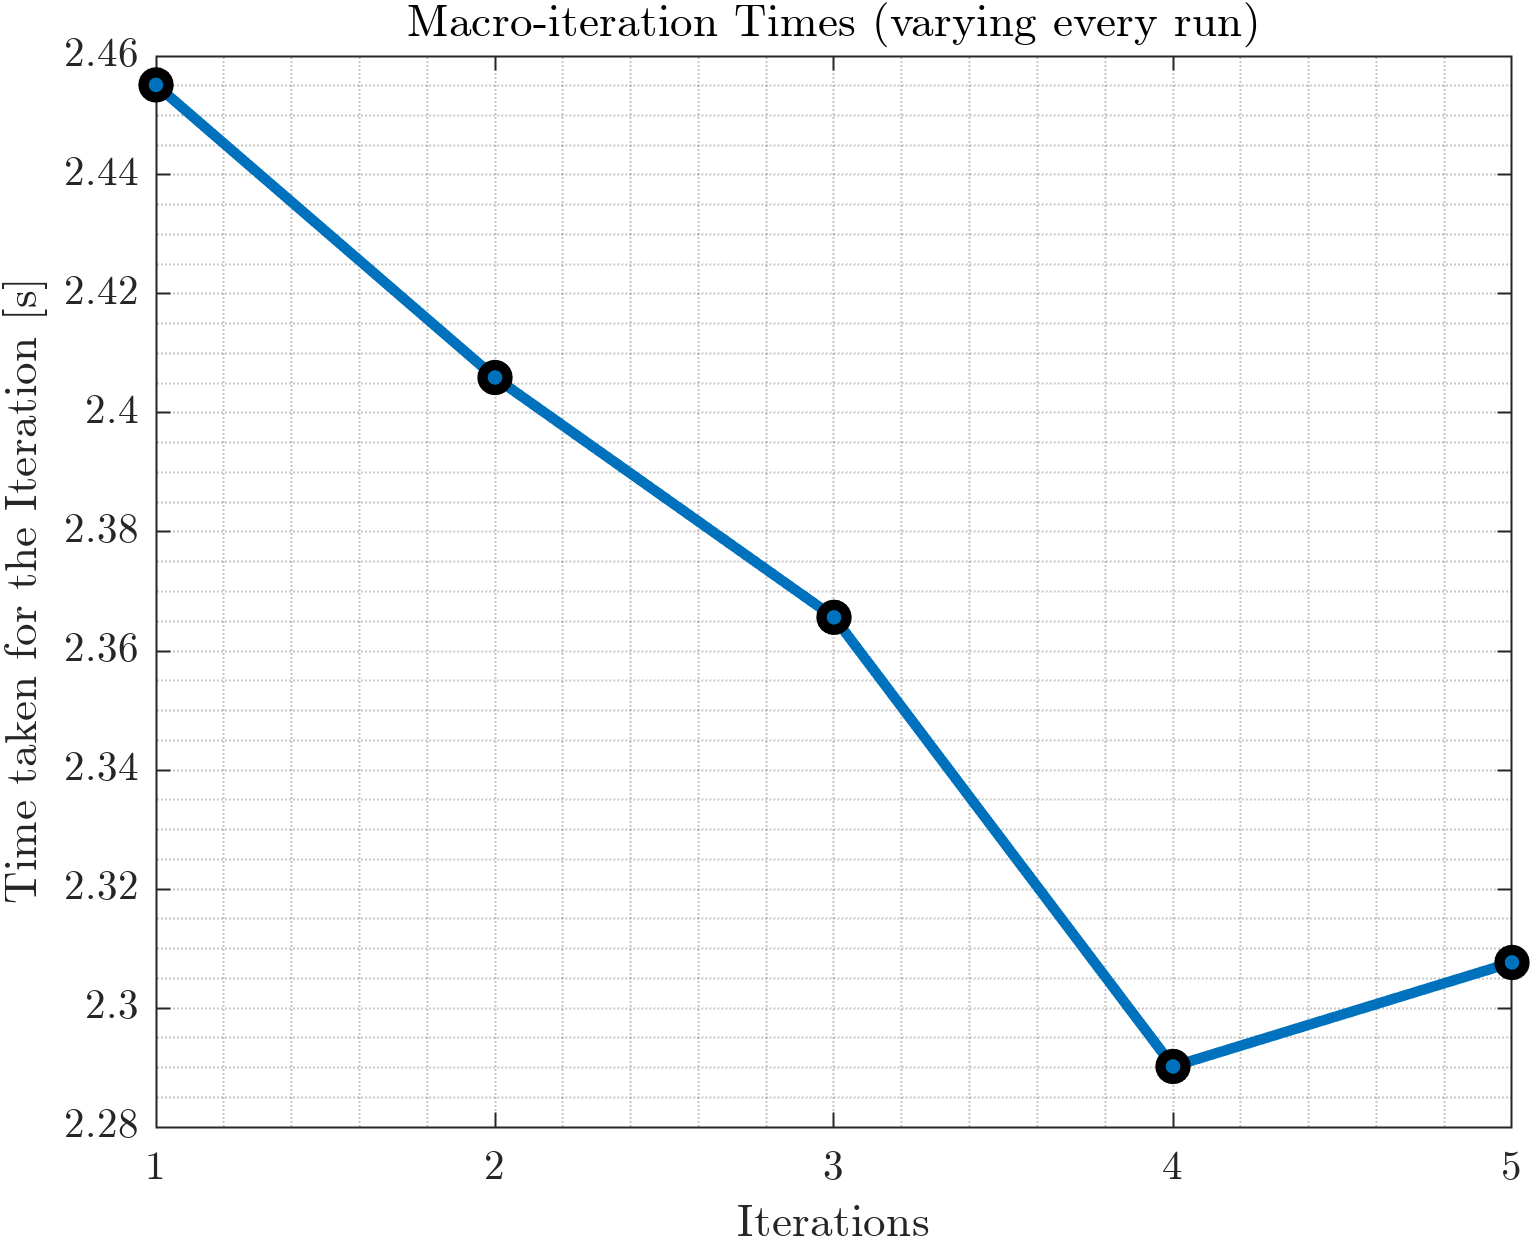 Macro-iteration Times (varying every run)
Time taken for the Iteration [s]
2.46
2.44
2.42
2.4
2.38
2.36
2.34
2.32
2.3
2.28
1 2 3 4 5
Iterations